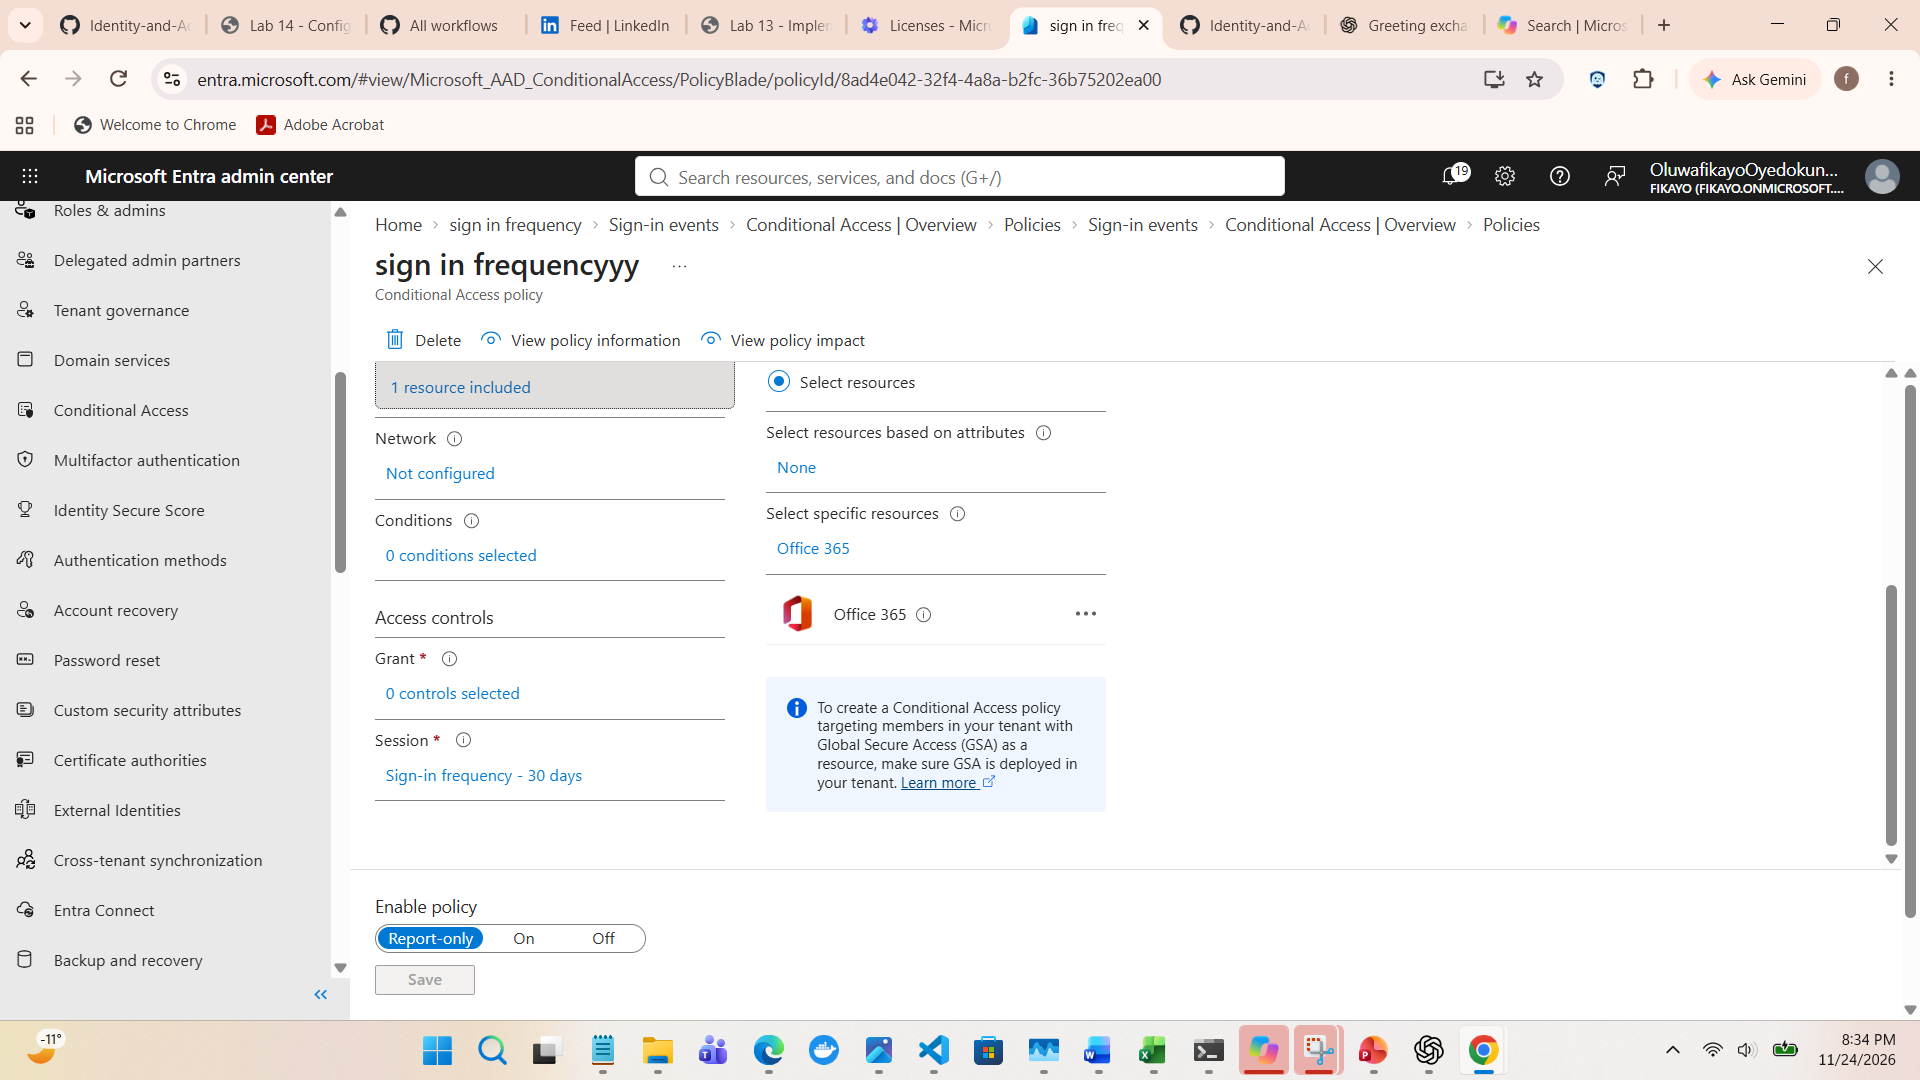 Identity-and-Ac
Lab 14 - Config
All workflows
Feed | LinkedIn
Lab 13 - Implem
Licenses - Micr
sign in freq
Identity-and-Ac
Greeting excha
Search | Micros
entra.microsoft.com/#view/Microsoft_AAD_ConditionalAccess/PolicyBlade/policyId/8ad4e042-32f4-4a8a-b2fc-36b75202ea00
Ask Gemini
f
Welcome to Chrome
Adobe Acrobat
Microsoft Entra admin center
Search resources, services, and docs (G+/)
19
OluwafikayoOyedokun...
FIKAYO (FIKAYO.ONMICROSOFT....
Roles & admins
Delegated admin partners
Tenant governance
Domain services
Conditional Access
Multifactor authentication
Identity Secure Score
Authentication methods
Account recovery
Password reset
Custom security attributes
Certificate authorities
External Identities
Cross-tenant synchronization
Entra Connect
Backup and recovery
Home > sign in frequency > Sign-in events > Conditional Access | Overview > Policies > Sign-in events > Conditional Access | Overview > Policies
sign in frequencyyy ...
Conditional Access policy
Delete
View policy information
View policy impact
1 resource included
Network
Not configured
Conditions
0 conditions selected
Access controls
Grant *
0 controls selected
Session *
Sign-in frequency - 30 days
Select resources
Select resources based on attributes
None
Select specific resources
Office 365
Office 365
To create a Conditional Access policy
targeting members in your tenant with
Global Secure Access (GSA) as a
resource, make sure GSA is deployed in
your tenant. Learn more
Enable policy
Report-only On Off
Save
-11°
8:34 PM
11/24/2026